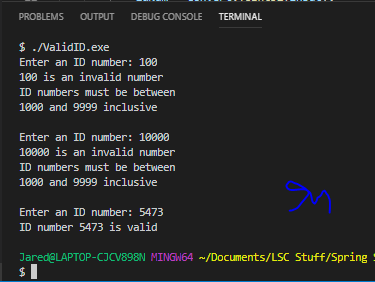 PROBLEMS OUTPUT DEBUG CONSOLE TERMINAL
$ ./ValidID.exe
Enter an ID number: 100
100 is an invalid number
ID numbers must be between
1000 and 9999 inclusive
Enter an ID number: 10000
10000 is an invalid number
ID numbers must be between
1000 and 9999 inclusive
Enter an ID number: 5473
ID number 5473 is valid
Jared@LAPTOP-CJCV898N MINGW64 ~/Documents/LSC Stuff/Spring S
$